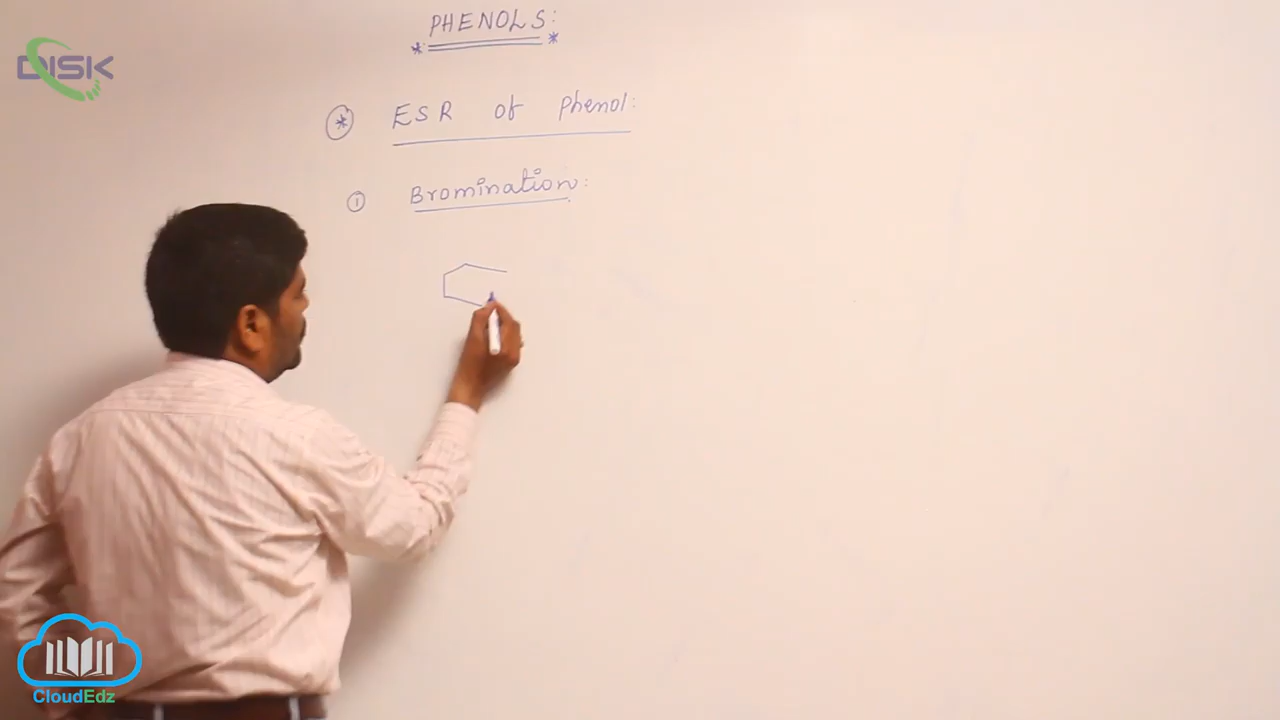 PHENOLS:
DISK
* ESR of Phenol:
① Bromination:
CloudEdz